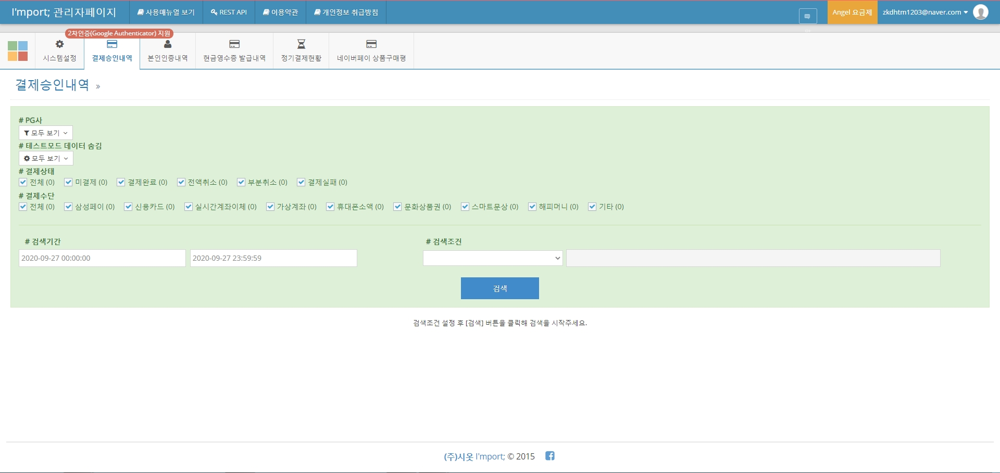 I'mport; 관리자페이지 사용매뉴얼 보기 REST API 이용약관 개인정보 취급방침 Angel 요금제 zkdhtm1203@naver.com
2차인증(Google Authenticator) 지원
시스템설정 결제승인내역 본인인증내역 현금영수증 발급내역 정기결제현황 네이버페이 상품구매평
결제승인내역 »
# PG사
모두 보기
# 테스트모드 데이터 숨김
모두 보기
# 결제상태
전체 (0) 미결제 (0) 결제완료 (0) 전액취소 (0) 부분취소 (0) 결제실패 (0)
# 결제수단
전체 (0) 삼성페이 (0) 신용카드 (0) 실시간계좌이체 (0) 가상계좌 (0) 휴대폰소액 (0) 문화상품권 (0) 스마트문상 (0) 해피머니 (0) 기타 (0)
# 검색기간 # 검색조건
2020-09-27 00:00:00 2020-09-27 23:59:59
검색
검색조건 설정 후 [검색] 버튼을 클릭해 검색을 시작주세요.
(주)시옷 I'mport; © 2015